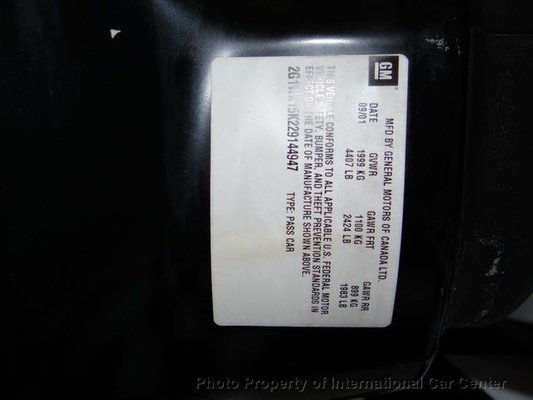 GM
MFD BY GENERAL MOTORS OF CANADA LTD.
DATE GVWR GAWR FRT GAWR RR
09/01 1999 KG 1100 KG 899 KG
4407 LB 2424 LB 1983 LB
THIS VEHICLE CONFORMS TO ALL APPLICABLE U.S. FEDERAL MOTOR
VEHICLE SAFETY, BUMPER, AND THEFT PREVENTION STANDARDS IN
EFFECT ON THE DATE OF MANUFACTURE SHOWN ABOVE.
2G1WX15K229144947 TYPE: PASS CAR
Photo Property of International Car Center